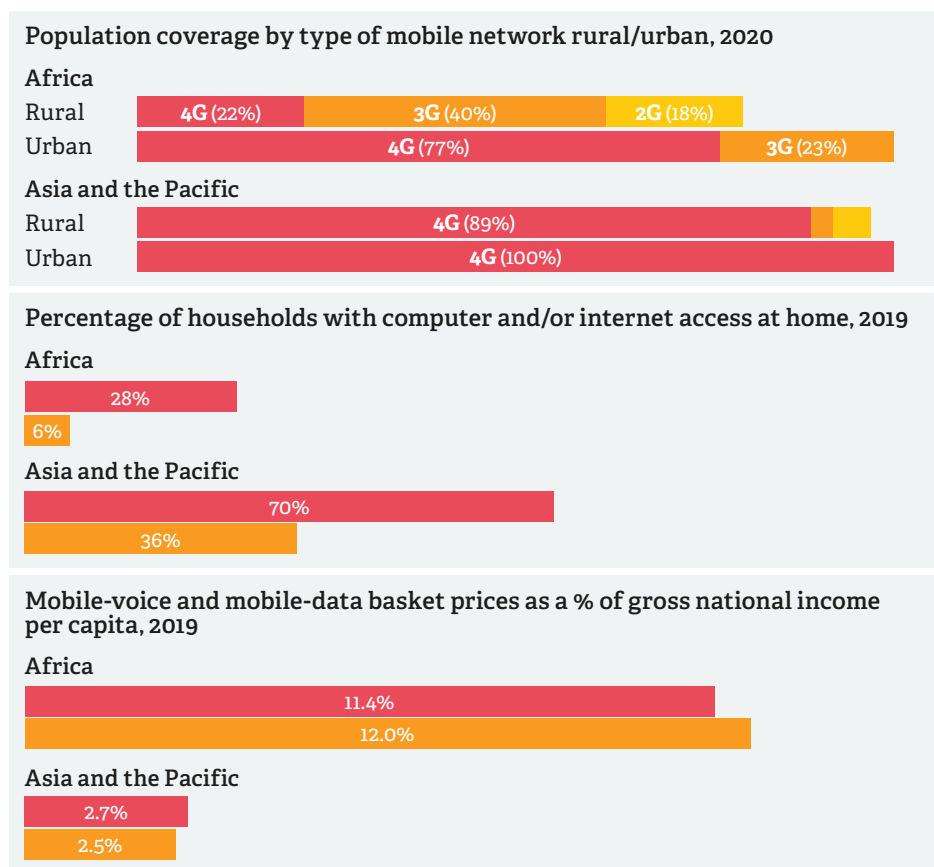 Population coverage by type of mobile network rural/urban, 2020
Africa
Rural 4G (22%) 3G (40%) 2G (18%)
Urban 4G (77%) 3G (23%)
Asia and the Pacific
Rural 4G (89%)
Urban 4G (100%)
Percentage of households with computer and/or internet access at home, 2019
Africa
28%
6%
Asia and the Pacific
70%
36%
Mobile-voice and mobile-data basket prices as a % of gross national income
per capita, 2019
Africa
11.4%
12.0%
Asia and the Pacific
2.7%
2.5%